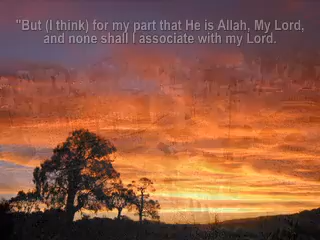 "But (I think) for my part that He is Allah, My Lord,
and none shall I associate with my Lord.